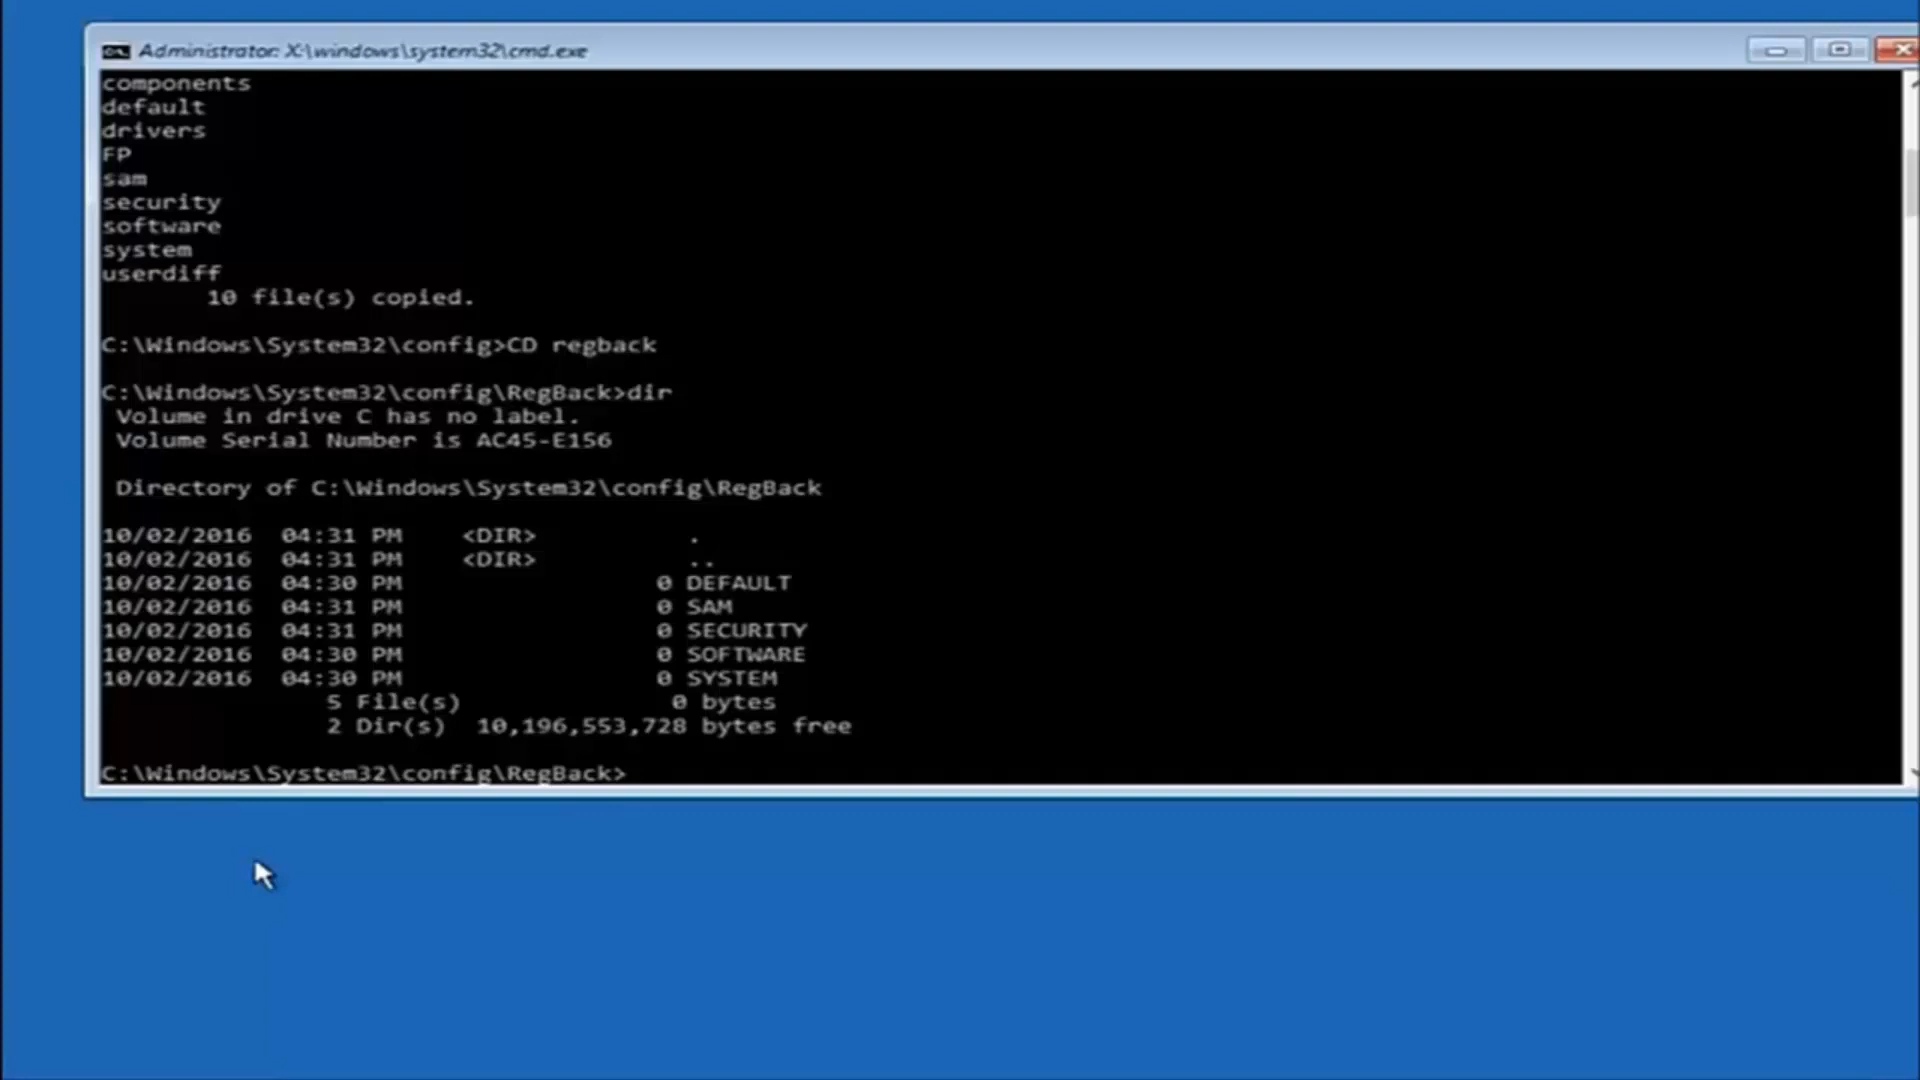 Administrator: X:\windows\system32\cmd.exe
components
default
drivers
FP
sam
security
software
system
userdiff
10 file(s) copied.
C:\Windows\System32\config>CD regback
C:\Windows\System32\config\RegBack>dir
Volume in drive C has no label.
Volume Serial Number is AC45-E156
Directory of C:\Windows\System32\config\RegBack
10/02/2016 04:31 PM <DIR> .
10/02/2016 04:31 PM <DIR> ..
10/02/2016 04:30 PM 0 DEFAULT
10/02/2016 04:31 PM 0 SAM
10/02/2016 04:31 PM 0 SECURITY
10/02/2016 04:30 PM 0 SOFTWARE
10/02/2016 04:30 PM 0 SYSTEM
5 File(s) 0 bytes
2 Dir(s) 10,196,553,728 bytes free
C:\Windows\System32\config\RegBack>